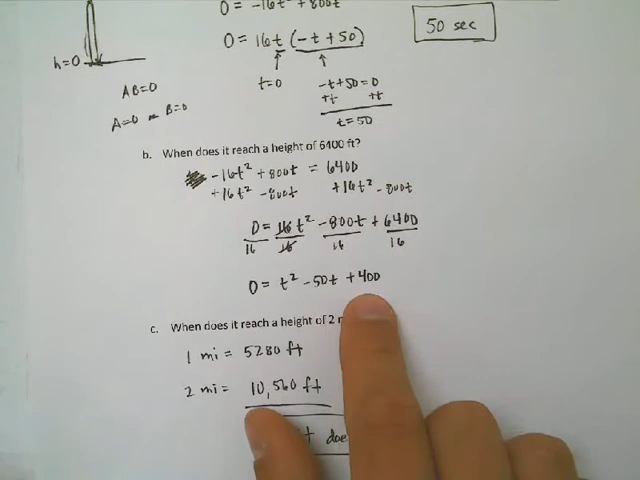 0 = -16t² + 800t
0 = 16t (-t + 50)
50 sec
h=0
t=0
-t+50=0
+t +t
t=50
AB=0
A=0 or B=0
b. When does it reach a height of 6400 ft?
-16t² + 800t = 6400
+16t² -800t +16t² -800t
0 = 16t² - 800t + 6400
16 16 16 16
0 = t² - 50t + 400
c. When does it reach a height of 2
1 mi = 5280 ft
2 mi = 10,560 ft